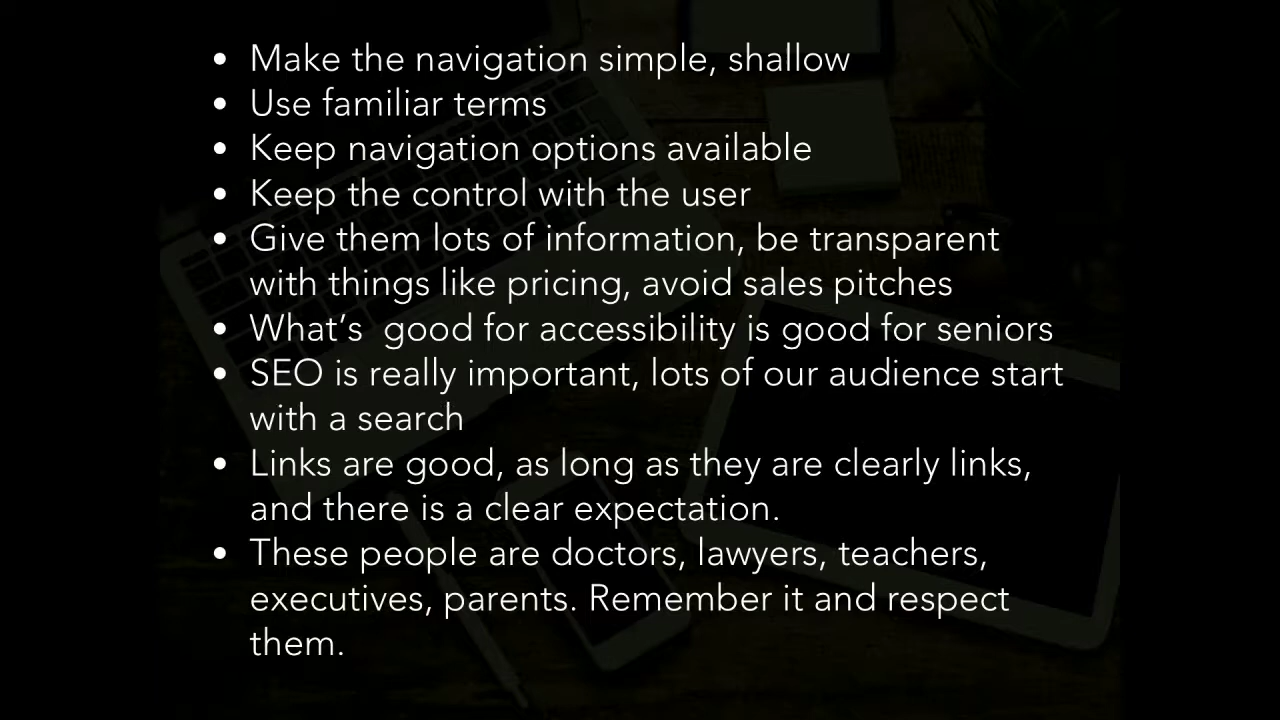 • Make the navigation simple, shallow
• Use familiar terms
• Keep navigation options available
• Keep the control with the user
• Give them lots of information, be transparent
with things like pricing, avoid sales pitches
• What’s  good for accessibility is good for seniors
• SEO is really important, lots of our audience start
with a search
• Links are good, as long as they are clearly links,
and there is a clear expectation.
• These people are doctors, lawyers, teachers,
executives, parents. Remember it and respect
them.